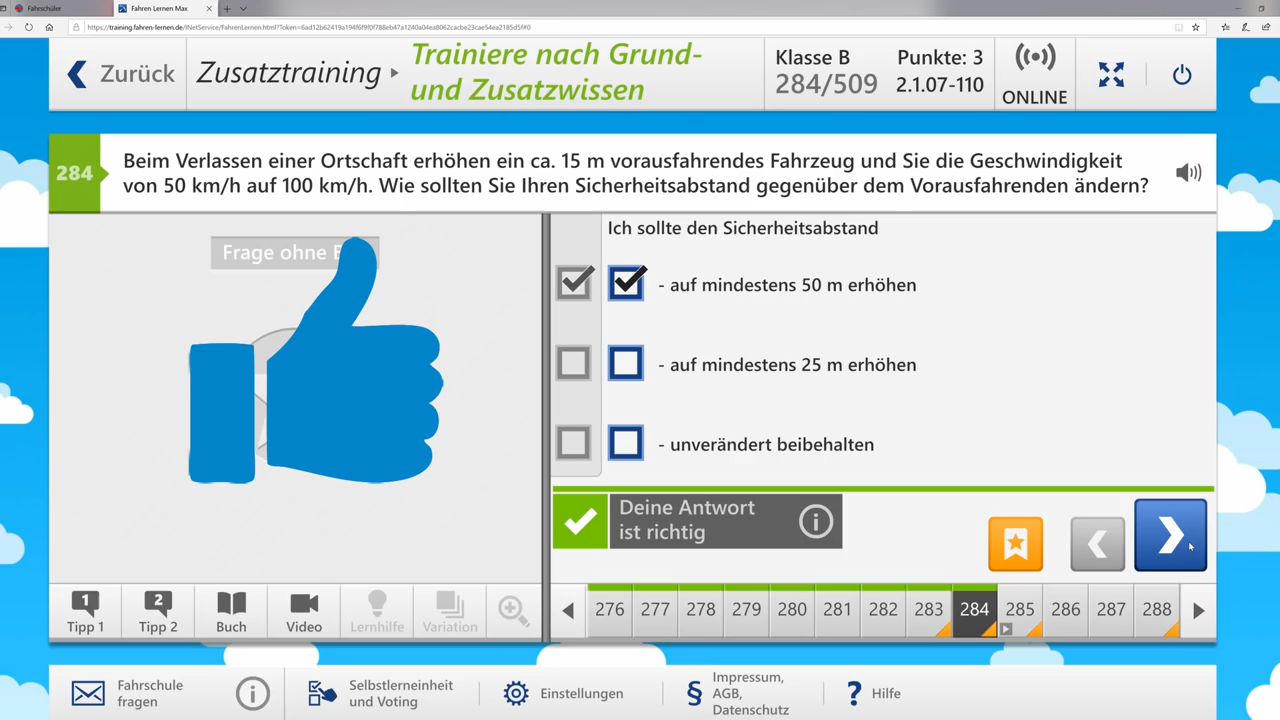 Fahrschüler
Fahren Lernen Max
https://training.fahren-lernen.de/INetService/FahrenLernen.html?Token=
Zurück
Zusatztraining
Trainiere nach Grund-
und Zusatzwissen
Klasse B
284/509
Punkte: 3
2.1.07-110
ONLINE
284
Beim Verlassen einer Ortschaft erhöhen ein ca. 15 m vorausfahrendes Fahrzeug und Sie die Geschwindigkeit
von 50 km/h auf 100 km/h. Wie sollten Sie Ihren Sicherheitsabstand gegenüber dem Vorausfahrenden ändern?
Frage ohne
Ich sollte den Sicherheitsabstand
- auf mindestens 50 m erhöhen
- auf mindestens 25 m erhöhen
- unverändert beibehalten
Deine Antwort
ist richtig
1
Tipp 1
2
Tipp 2
Buch
Video
Lernhilfe
Variation
276 277 278 279 280 281 282 283 284 285 286 287 288
Fahrschule
fragen
Selbstlerneinheit
und Voting
Einstellungen
§
Impressum,
AGB,
Datenschutz
?
Hilfe